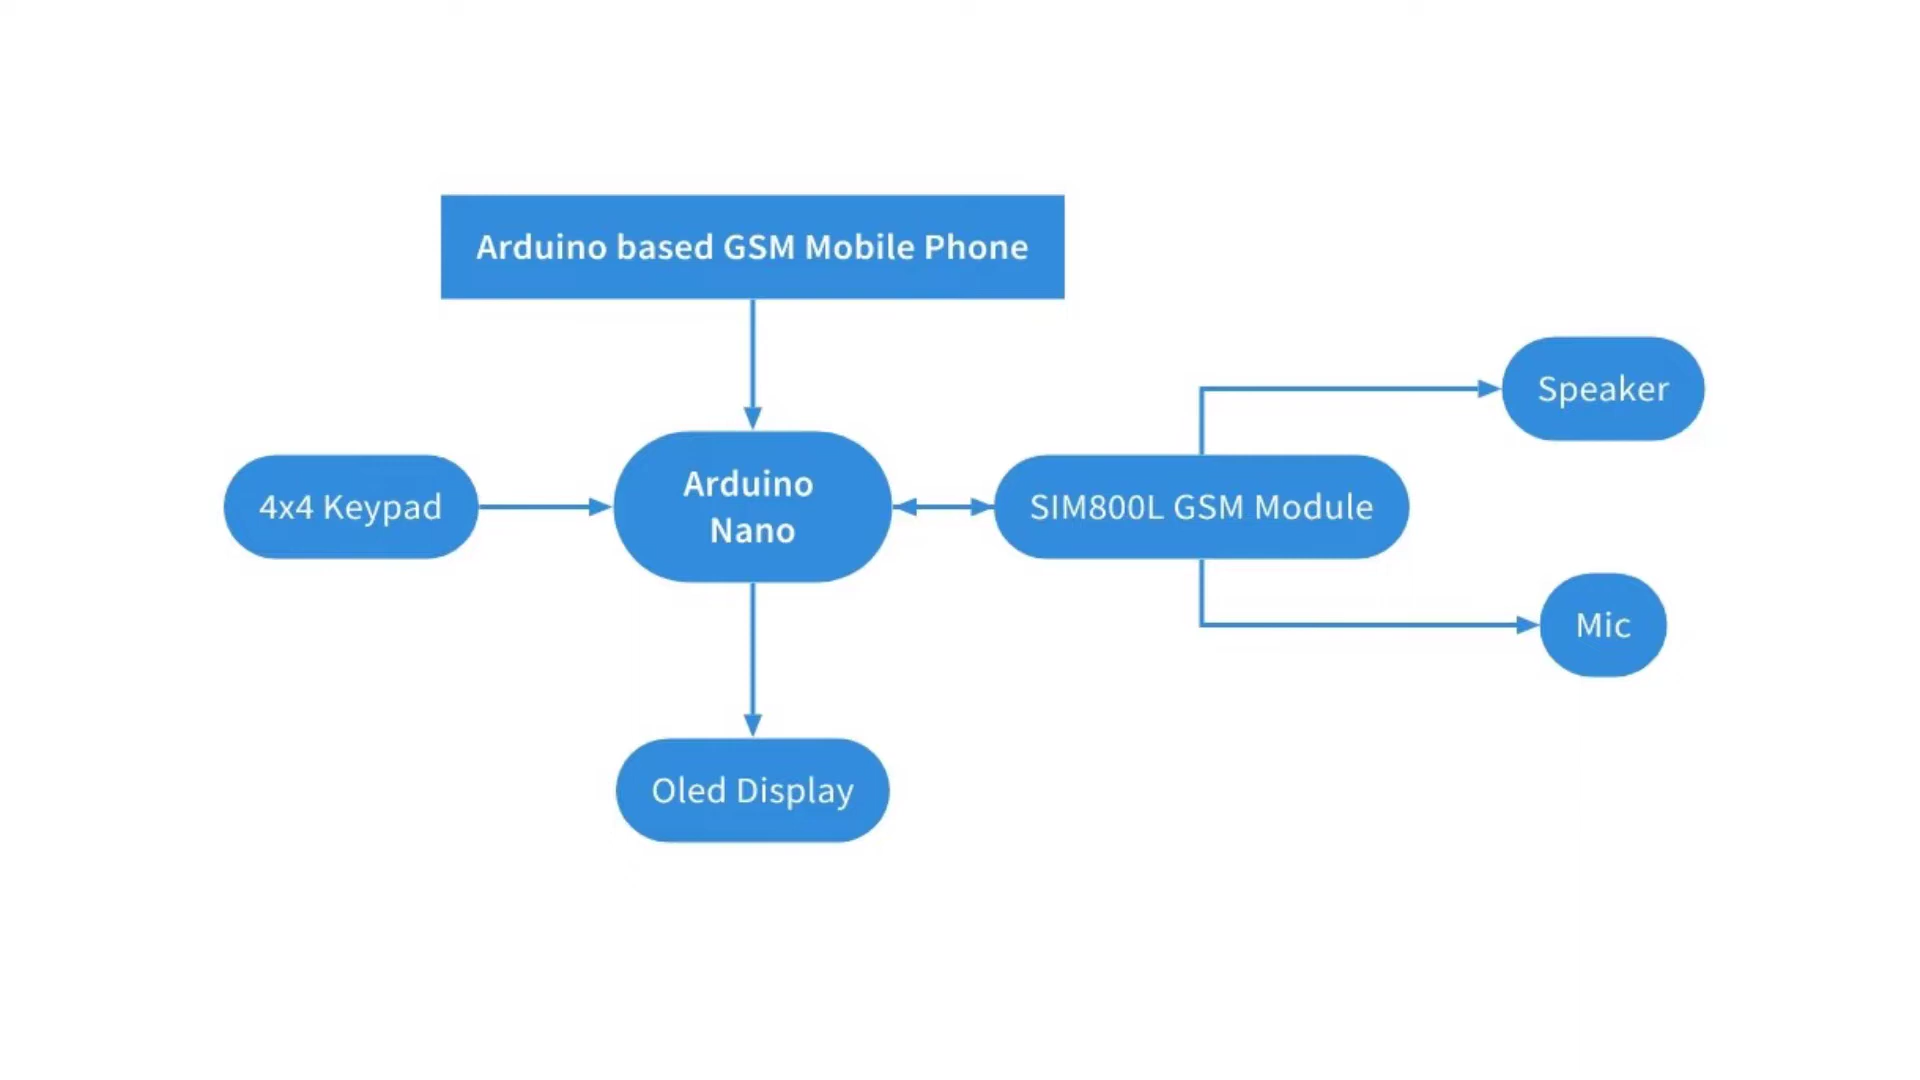 Arduino based GSM Mobile Phone
Speaker
4x4 Keypad
Arduino
Nano
SIM800L GSM Module
Mic
Oled Display